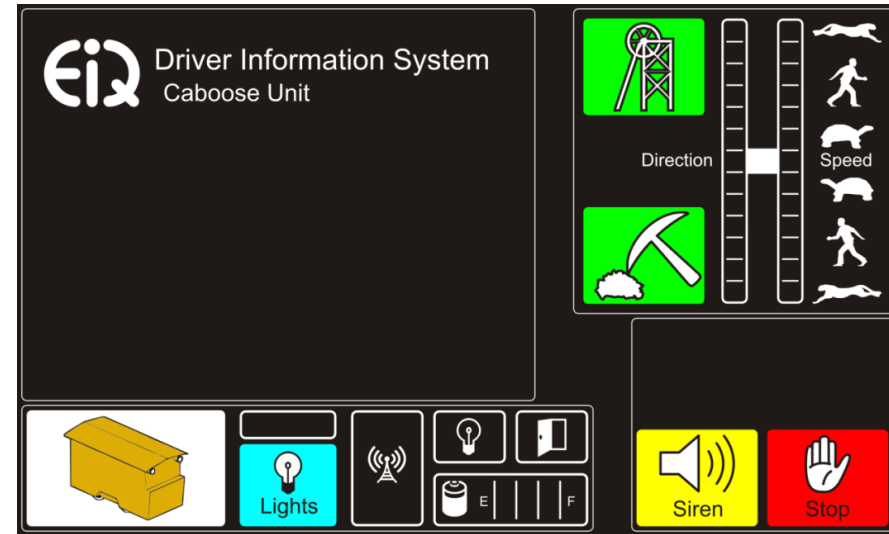 EiQ
Driver Information System
Caboose Unit
Direction
Speed
Lights
E
F
Siren
Stop